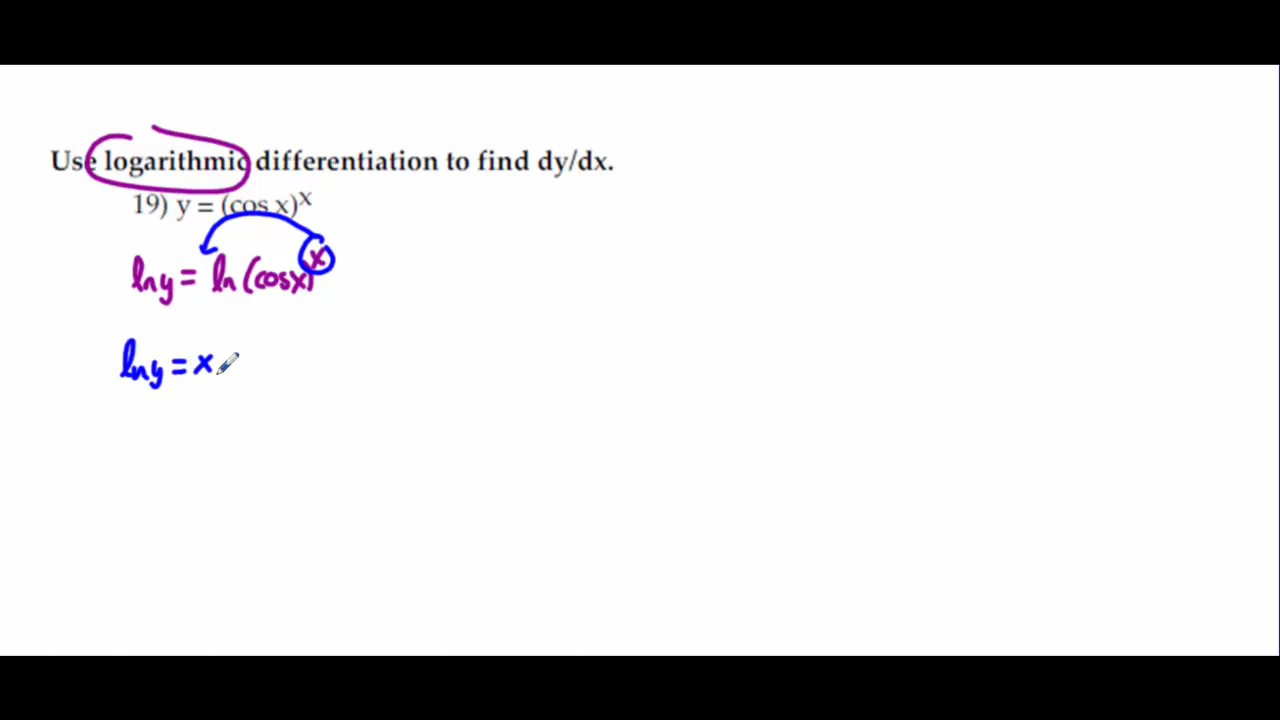 Use logarithmic differentiation to find dy/dx.
19) y = (cos x)^x
ln y = ln (cos x)^x
ln y = x